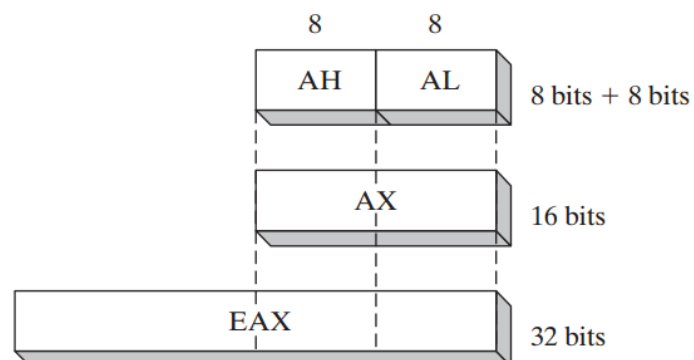 8 8
AH AL 8 bits + 8 bits
AX 16 bits
EAX 32 bits